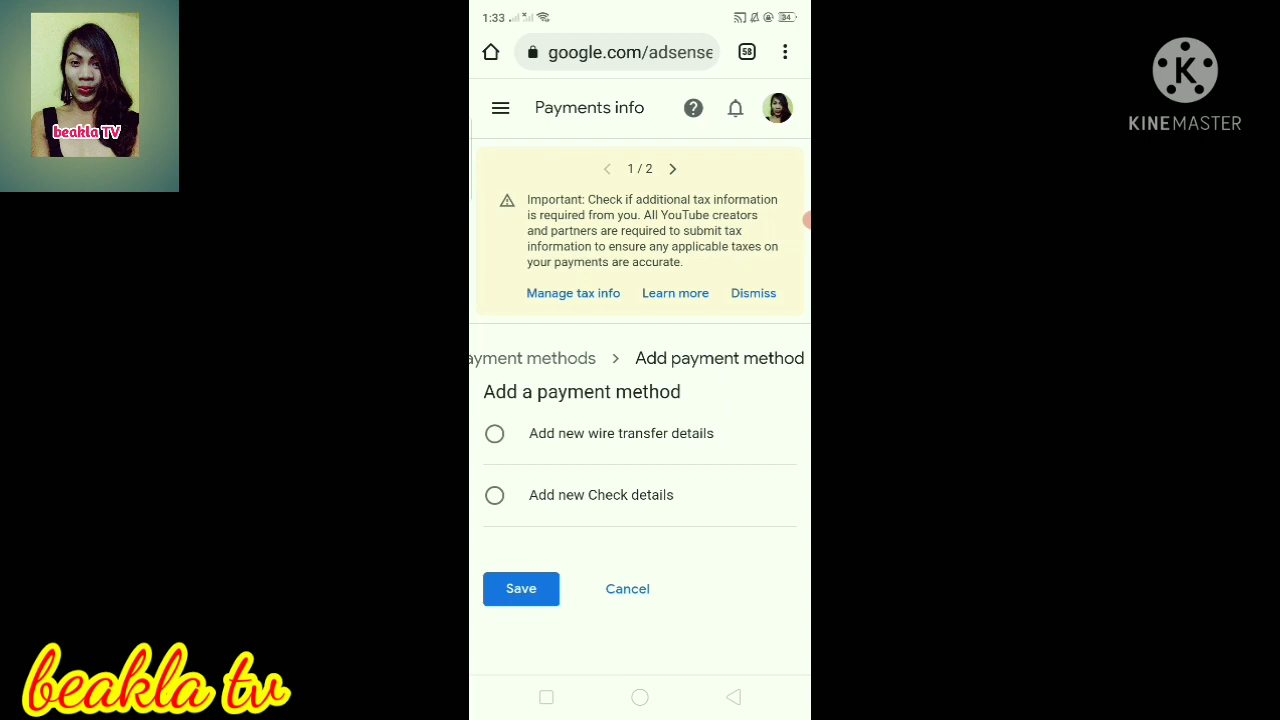 beakla TV
1:33
34
google.com/adsense
58
Payments info
KINEMASTER
1 / 2
Important: Check if additional tax information
is required from you. All YouTube creators
and partners are required to submit tax
information to ensure any applicable taxes on
your payments are accurate.
Manage tax info Learn more Dismiss
ayment methods > Add payment method
Add a payment method
Add new wire transfer details
Add new Check details
Save Cancel
beakla tv